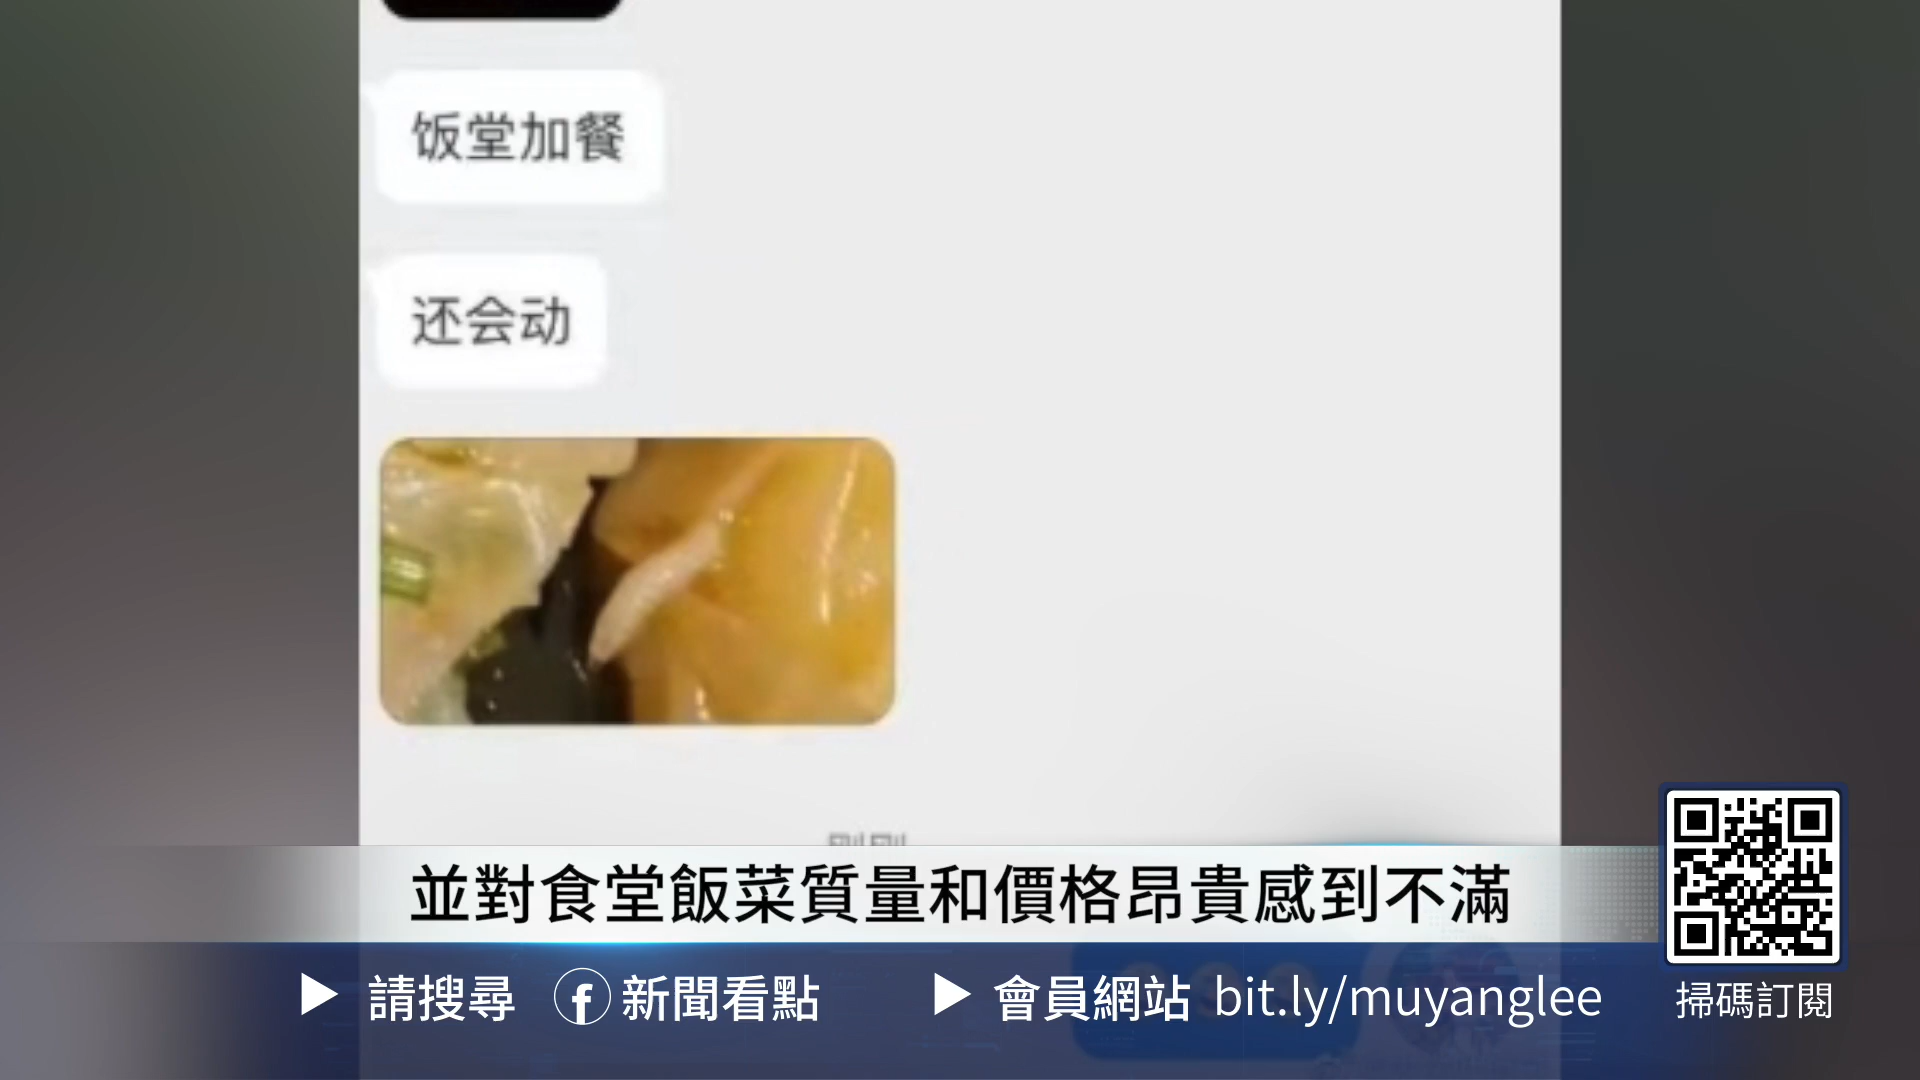 饭堂加餐
还会动
刚刚
並對食堂飯菜質量和價格昂貴感到不滿
▶ 請搜尋 f 新聞看點 ▶ 會員網站 bit.ly/muyanglee
掃碼訂閱